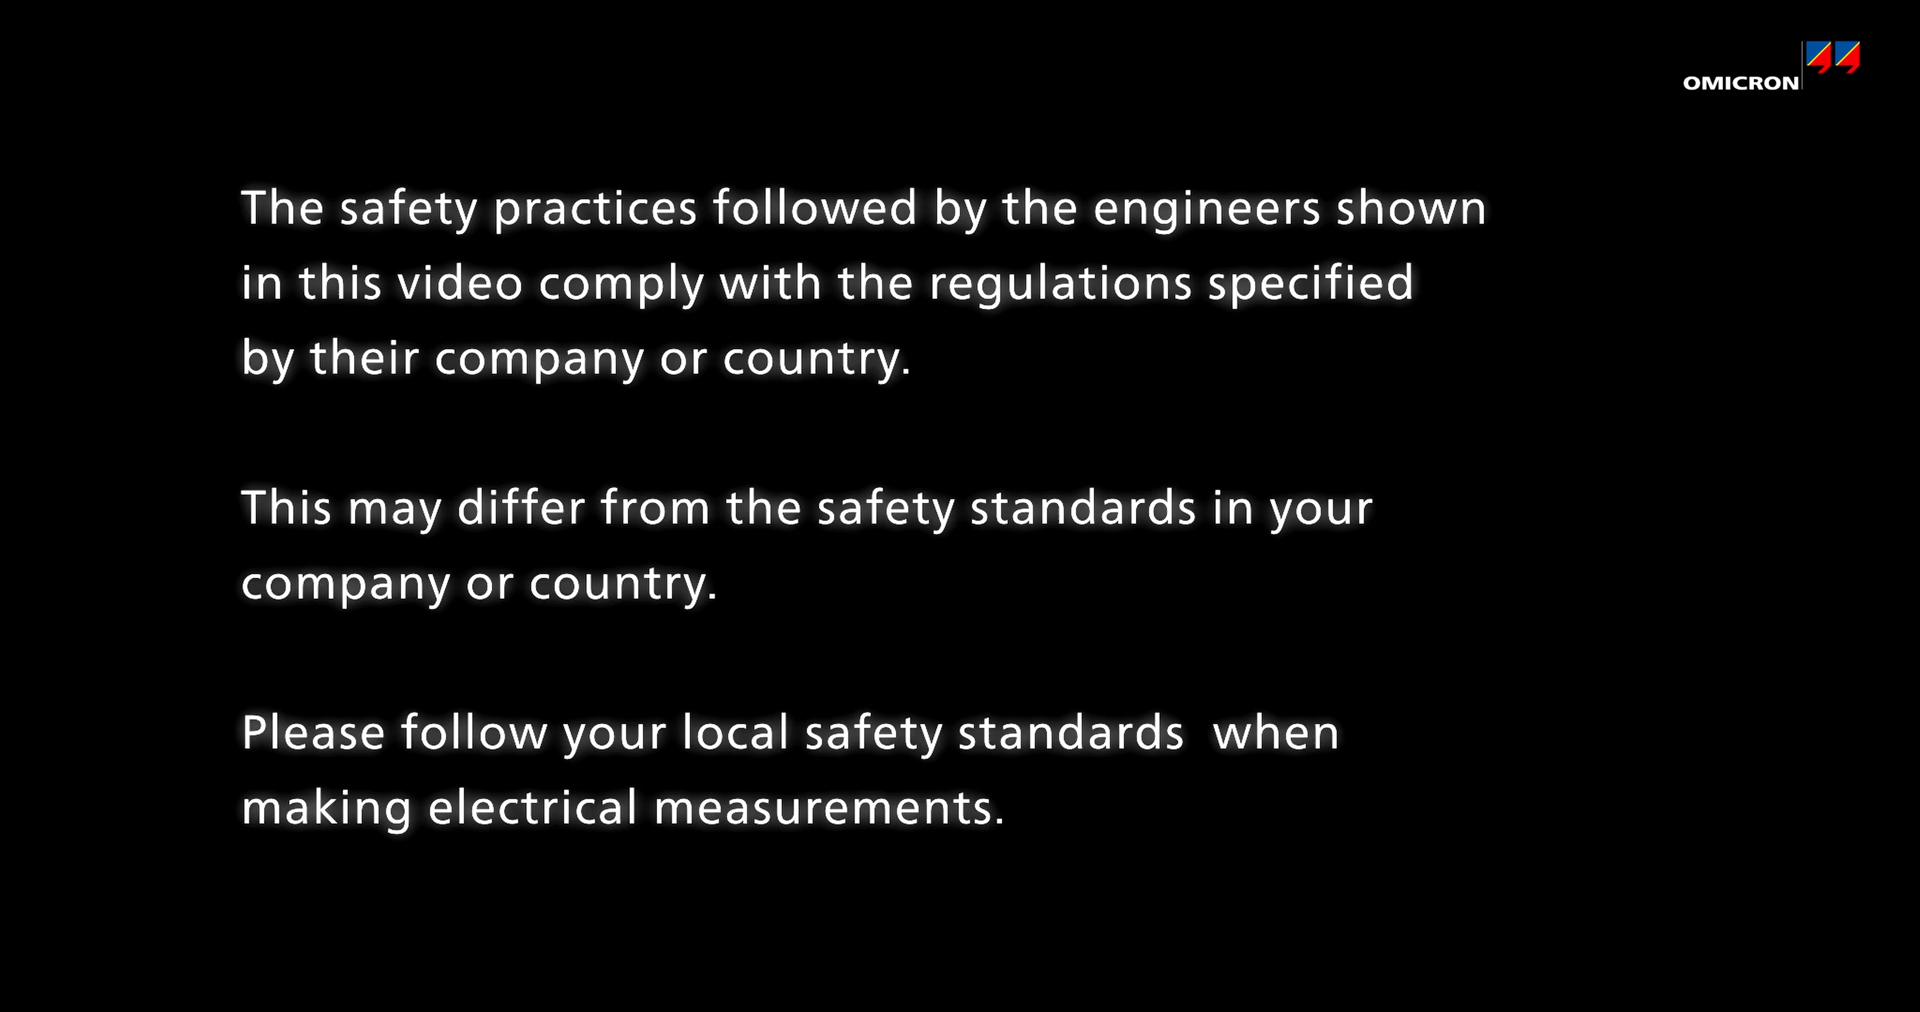 OMICRON
The safety practices followed by the engineers shown
in this video comply with the regulations specified
by their company or country.
This may differ from the safety standards in your
company or country.
Please follow your local safety standards  when
making electrical measurements.